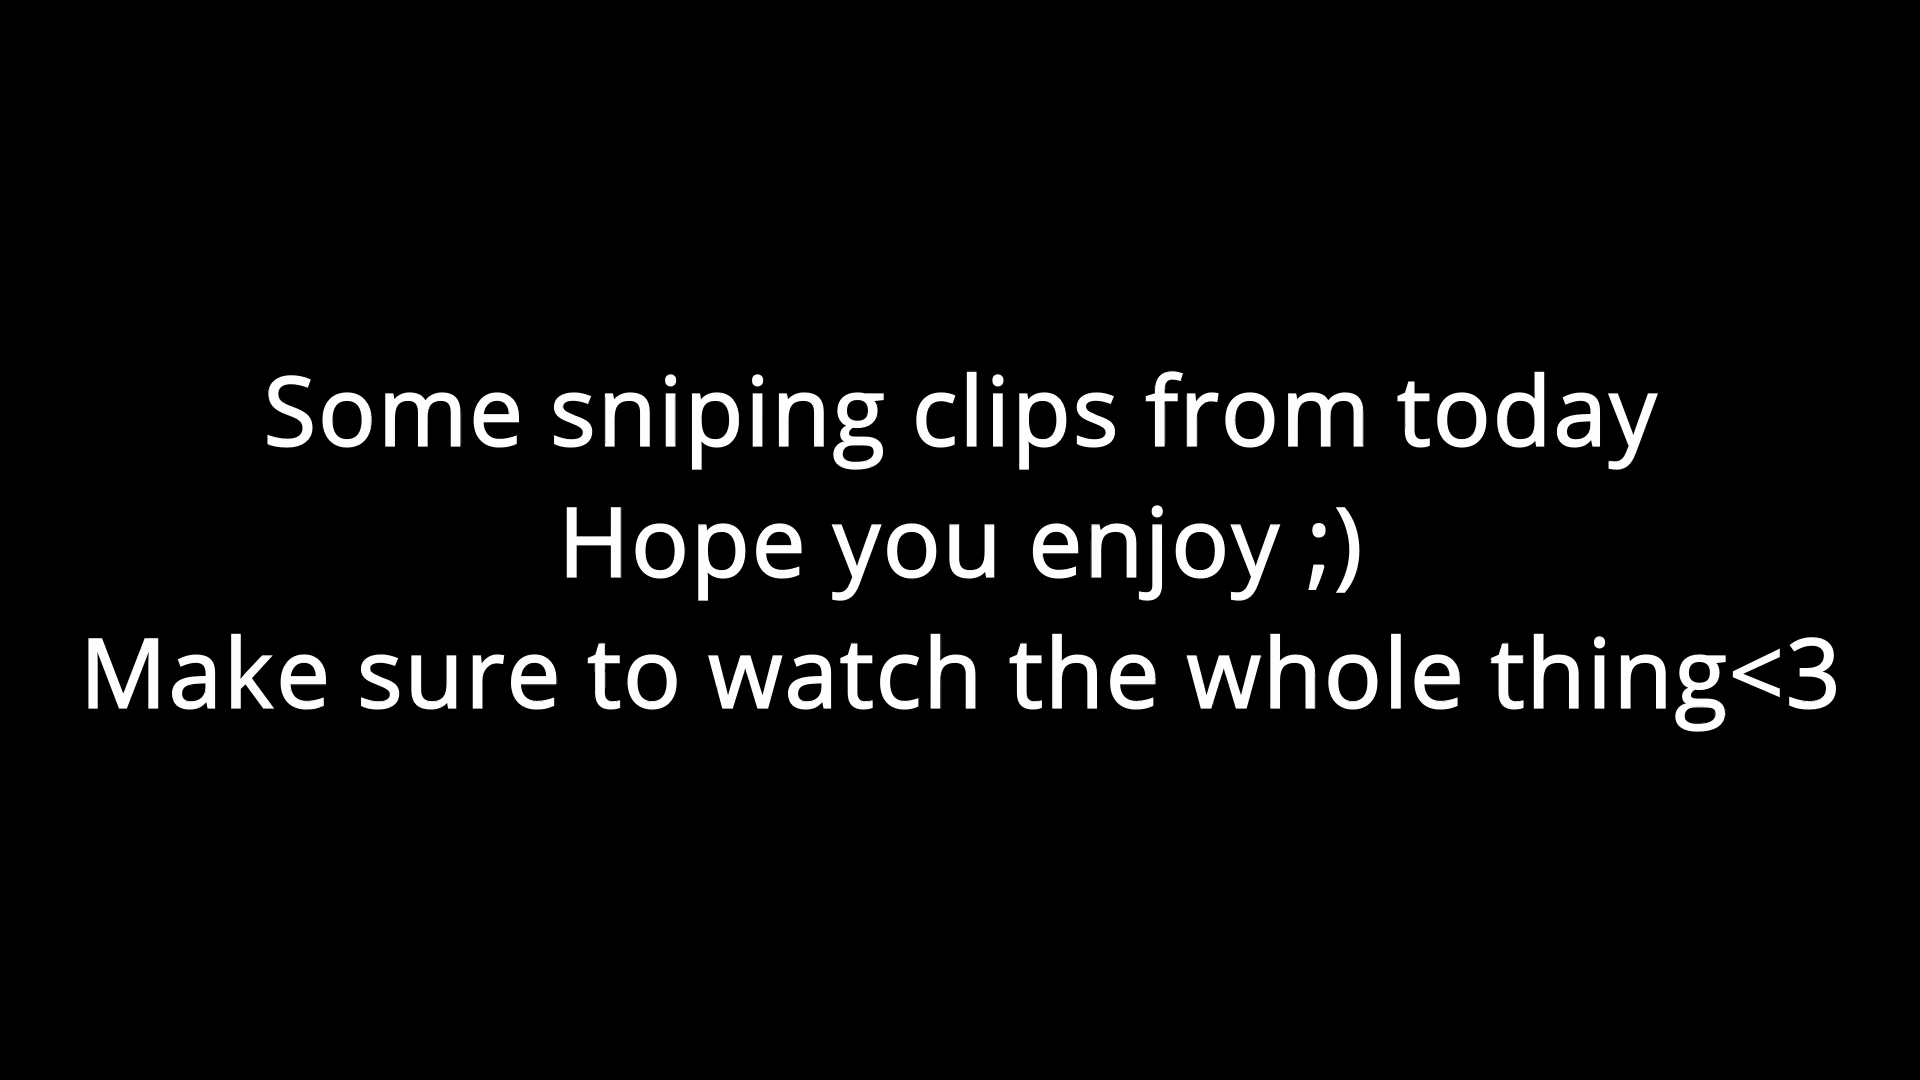 Some sniping clips from today
Hope you enjoy ;)
Make sure to watch the whole thing<3